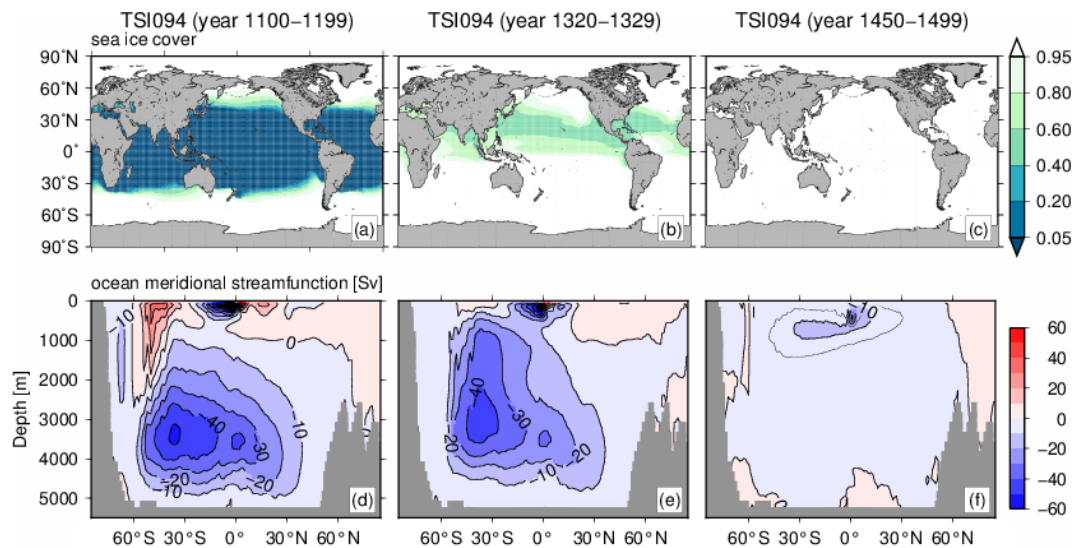 TSI094 (year 1100−1199) TSI094 (year 1320−1329) TSI094 (year 1450−1499)
sea ice cover
90˚N
60˚N
30˚N
0˚
30˚S
60˚S
90˚S
(a) (b) (c)
0.95
0.80
0.60
0.40
0.20
0.05
ocean meridional streamfunction [Sv]
Depth [m]
0
1000
2000
3000
4000
5000
−10 0 −40 −30 −10 −20 −20 −10 (d)
−40 −30 −20 −10 −20 (e)
−10 (f)
60˚S 30˚S 0˚ 30˚N 60˚N 60˚S 30˚S 0˚ 30˚N 60˚N 60˚S 30˚S 0˚ 30˚N 60˚N
60
40
20
0
−20
−40
−60